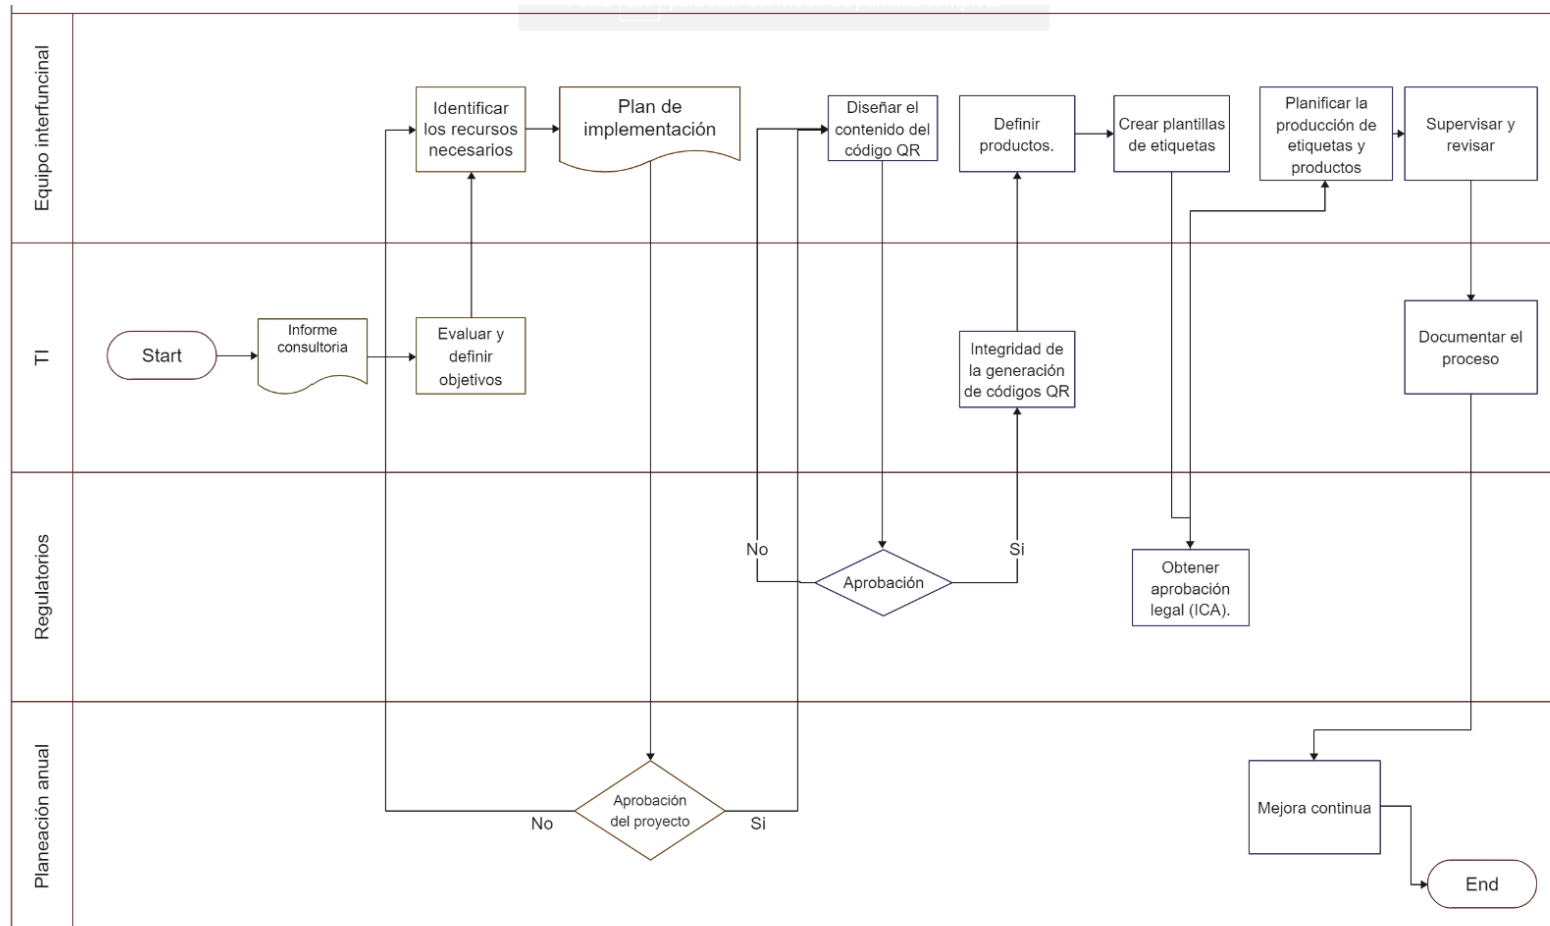 Equipo interfuncinal
Identificar
los recursos
necesarios
Plan de
implementación
Diseñar el
contenido del
código QR
Definir
productos.
Crear plantillas
de etiquetas
Planificar la
producción de
etiquetas y
productos
Supervisar y
revisar
TI
Start
Informe
consultoria
Evaluar y
definir
objetivos
Integridad de
la generación
de códigos QR
Documentar el
proceso
Regulatorios
No
Aprobación
Si
Obtener
aprobación
legal (ICA).
Planeación anual
No
Aprobación
del proyecto
Si
Mejora continua
End